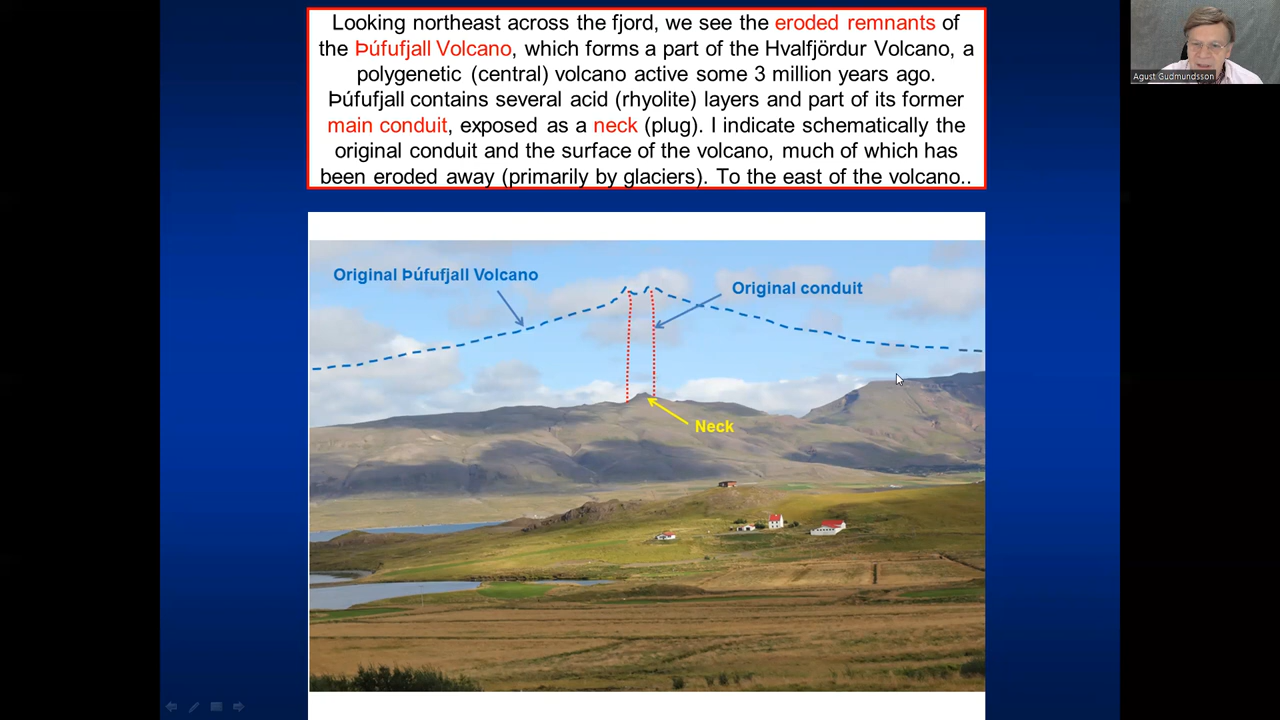 Looking northeast across the fjord, we see the eroded remnants of
the Þúfufjall Volcano, which forms a part of the Hvalfjördur Volcano, a
polygenetic (central) volcano active some 3 million years ago.
Þúfufjall contains several acid (rhyolite) layers and part of its former
main conduit, exposed as a neck (plug). I indicate schematically the
original conduit and the surface of the volcano, much of which has
been eroded away (primarily by glaciers). To the east of the volcano..
Agust Gudmundsson
Original Þúfufjall Volcano
Original conduit
Neck